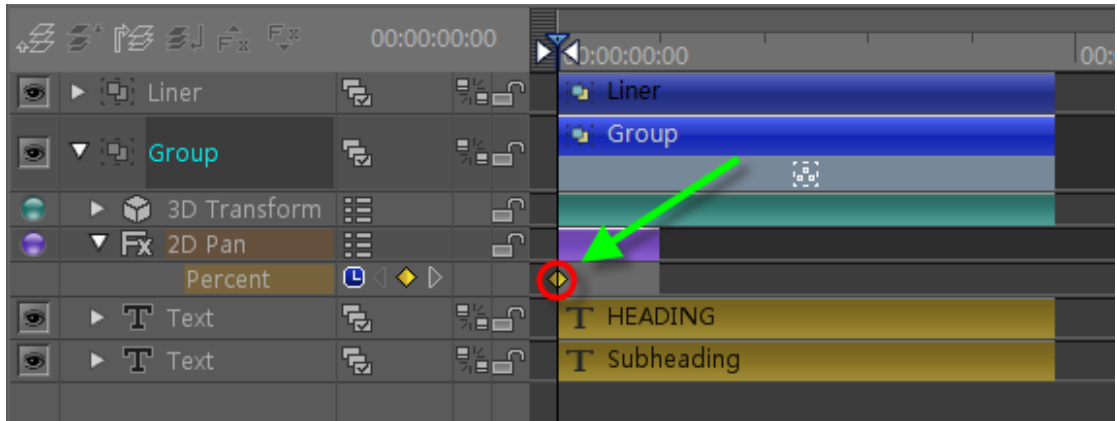 00:00:00:00
00:00:00:00 00:
Liner Liner
Group Group
3D Transform
Fx 2D Pan
Percent
T Text T HEADING
T Text T Subheading